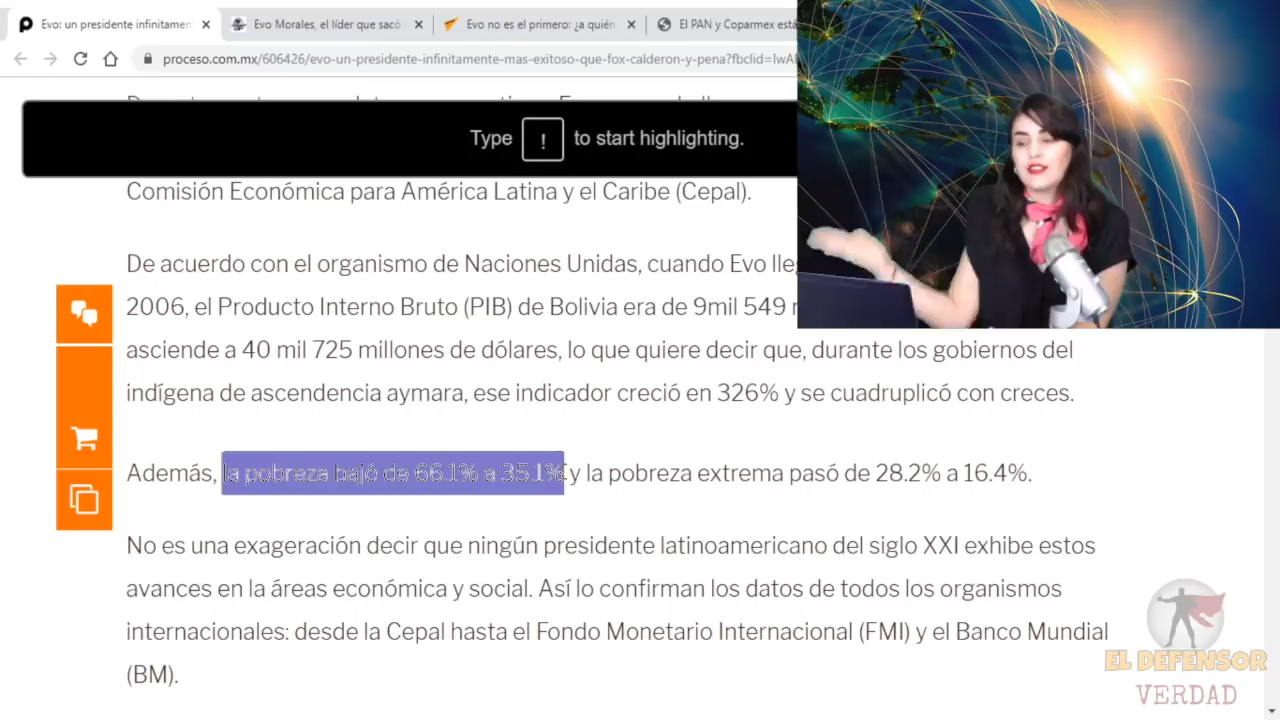 Evo: un presidente infinitamen
Evo Morales, el líder que sacó
Evo no es el primero: ¿a quién
El PAN y Coparmex está
proceso.com.mx/606426/evo-un-presidente-infinitamente-mas-exitoso-que-fox-calderon-y-pena?fbclid=IwA
Type ! to start highlighting.
Comisión Económica para América Latina y el Caribe (Cepal).
De acuerdo con el organismo de Naciones Unidas, cuando Evo lle
2006, el Producto Interno Bruto (PIB) de Bolivia era de 9mil 549
asciende a 40 mil 725 millones de dólares, lo que quiere decir que, durante los gobiernos del
indígena de ascendencia aymara, ese indicador creció en 326% y se cuadruplicó con creces.
Además, la pobreza bajó de 66.1% a 35.1% y la pobreza extrema pasó de 28.2% a 16.4%.
No es una exageración decir que ningún presidente latinoamericano del siglo XXI exhibe estos
avances en la áreas económica y social. Así lo confirman los datos de todos los organismos
internacionales: desde la Cepal hasta el Fondo Monetario Internacional (FMI) y el Banco Mundial
(BM).
EL DEFENSOR
VERDAD